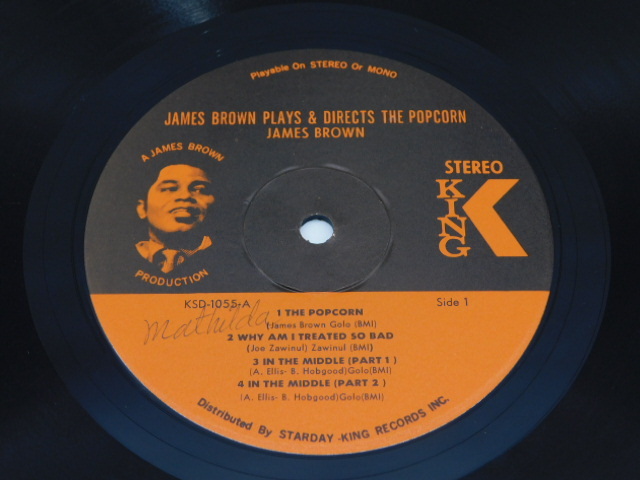 Playable On STEREO Or MONO
JAMES BROWN PLAYS & DIRECTS THE POPCORN
JAMES BROWN
A JAMES BROWN
PRODUCTION
STEREO
KING
K
KSD-1055-A
Side 1
Mathilda
1 THE POPCORN
(James Brown Golo (BMI)
2 WHY AM I TREATED SO BAD
(Joe Zawinul) Zawinul (BMI)
3 IN THE MIDDLE (PART 1)
(A. Ellis- B. Hobgood)Golo(BMI)
4 IN THE MIDDLE (PART 2)
(A. Ellis- B. Hobgood)Golo(BMI)
Distributed By STARDAY-KING RECORDS INC.